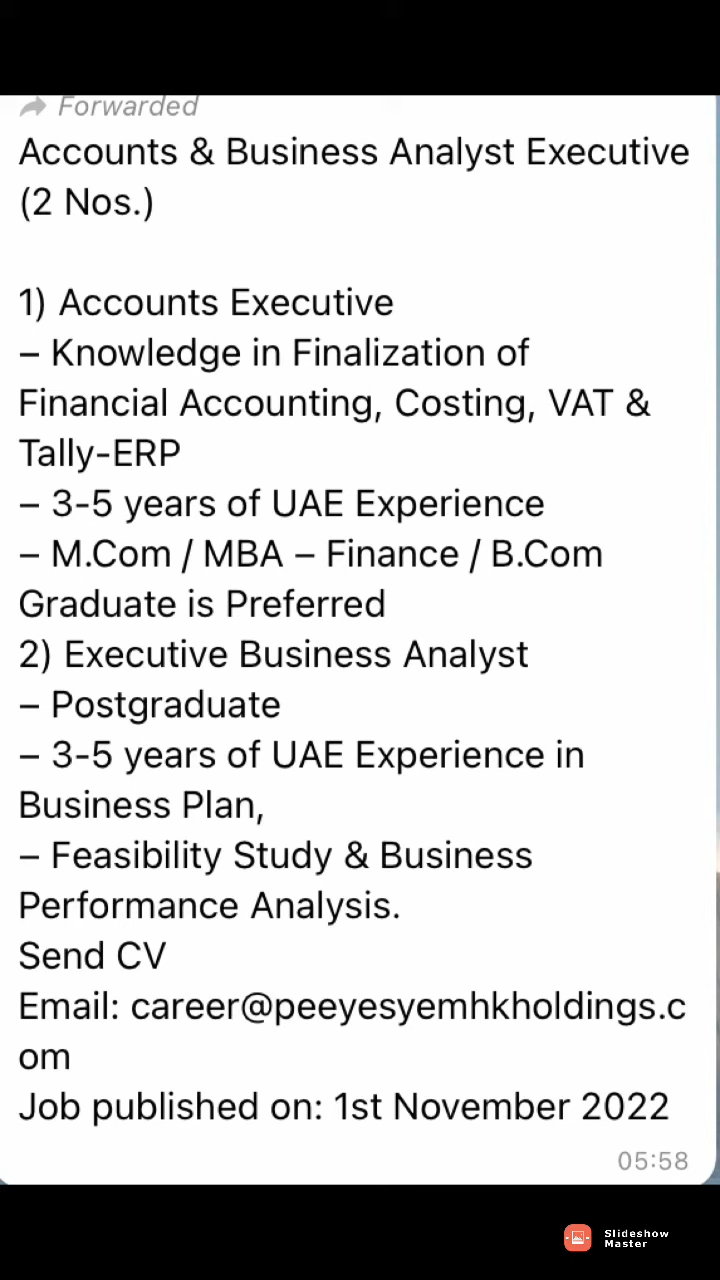 Forwarded
Accounts & Business Analyst Executive
(2 Nos.)
1) Accounts Executive
– Knowledge in Finalization of
Financial Accounting, Costing, VAT &
Tally-ERP
– 3-5 years of UAE Experience
– M.Com / MBA – Finance / B.Com
Graduate is Preferred
2) Executive Business Analyst
– Postgraduate
– 3-5 years of UAE Experience in
Business Plan,
– Feasibility Study & Business
Performance Analysis.
Send CV
Email: career@peeyesyemhkholdings.c
om
Job published on: 1st November 2022
05:58
Slideshow
Master